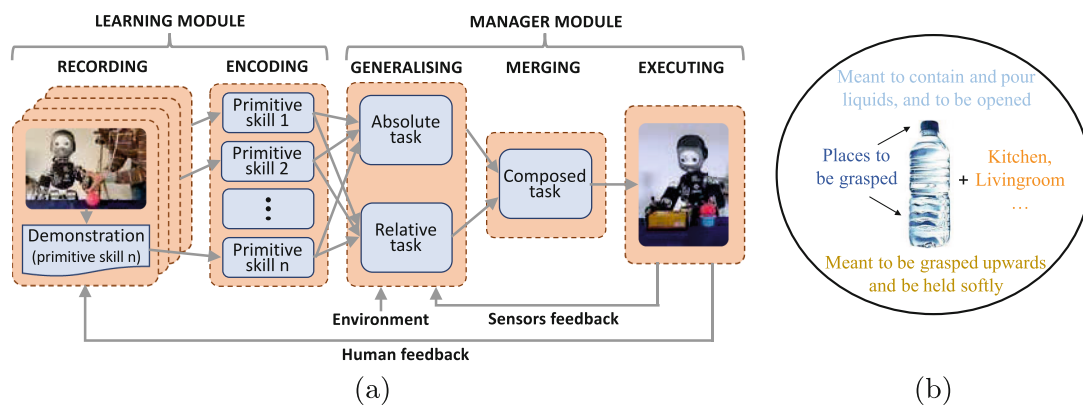 LEARNING MODULE
MANAGER MODULE
RECORDING
ENCODING
GENERALISING
MERGING
EXECUTING
Demonstration
(primitive skill n)
Primitive
skill 1
Primitive
skill 2
...
Primitive
skill n
Absolute
task
Relative
task
Composed
task
Environment
Sensors feedback
Human feedback
(a)
Meant to contain and pour
liquids, and to be opened
Places to
be grasped
+
Kitchen,
Livingroom
...
Meant to be grasped upwards
and be held softly
(b)